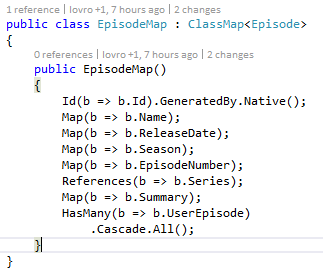 1 reference | lovro +1, 7 hours ago | 2 changes
public class EpisodeMap : ClassMap<Episode>
{
0 references | lovro +1, 7 hours ago | 2 changes
public EpisodeMap()
{
Id(b => b.Id).GeneratedBy.Native();
Map(b => b.Name);
Map(b => b.ReleaseDate);
Map(b => b.Season);
Map(b => b.EpisodeNumber);
References(b => b.Series);
Map(b => b.Summary);
HasMany(b => b.UserEpisode)
.Cascade.All();
}
}